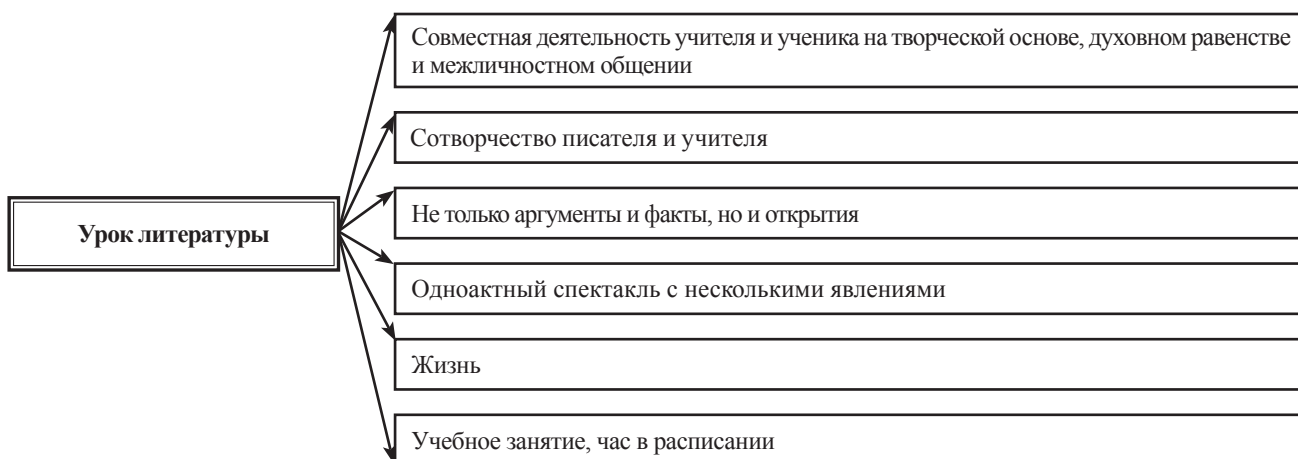 Совместная деятельность учителя и ученика на творческой основе, духовном равенстве
и межличностном общении
Сотворчество писателя и учителя
Не только аргументы и факты, но и открытия
Урок литературы
Одноактный спектакль с несколькими явлениями
Жизнь
Учебное занятие, час в расписании